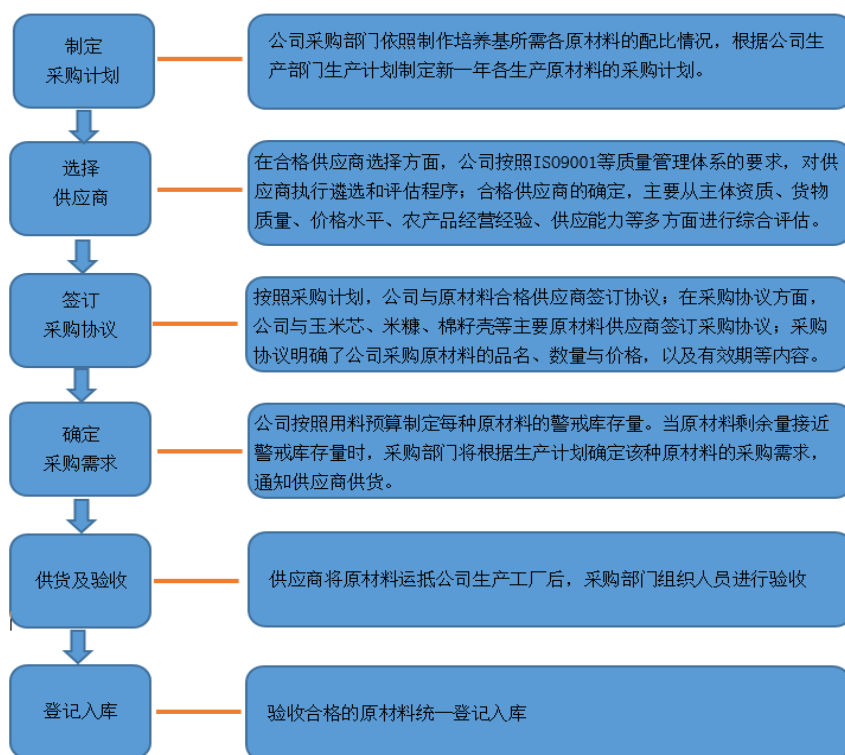 制定
采购计划
公司采购部门依照制作培养基所需各原材料的配比情况，根据公司生
产部门生产计划制定新一年各生产原材料的采购计划。
选择
供应商
在合格供应商选择方面，公司按照ISO9001等质量管理体系的要求，对供
应商执行遴选和评估程序；合格供应商的确定，主要从主体资质、货物
质量、价格水平、农产品经营经验、供应能力等多方面进行综合评估。
签订
采购协议
按照采购计划，公司与原材料合格供应商签订协议；在采购协议方面，
公司与玉米芯、米糠、棉籽壳等主要原材料供应商签订采购协议；采购
协议明确了公司采购原材料的品名、数量与价格，以及有效期等内容。
确定
采购需求
公司按照用料预算制定每种原材料的警戒库存量。当原材料剩余量接近
警戒库存量时，采购部门将根据生产计划确定该种原材料的采购需求，
通知供应商供货。
供货及验收
供应商将原材料运抵公司生产工厂后，采购部门组织人员进行验收
登记入库
验收合格的原材料统一登记入库